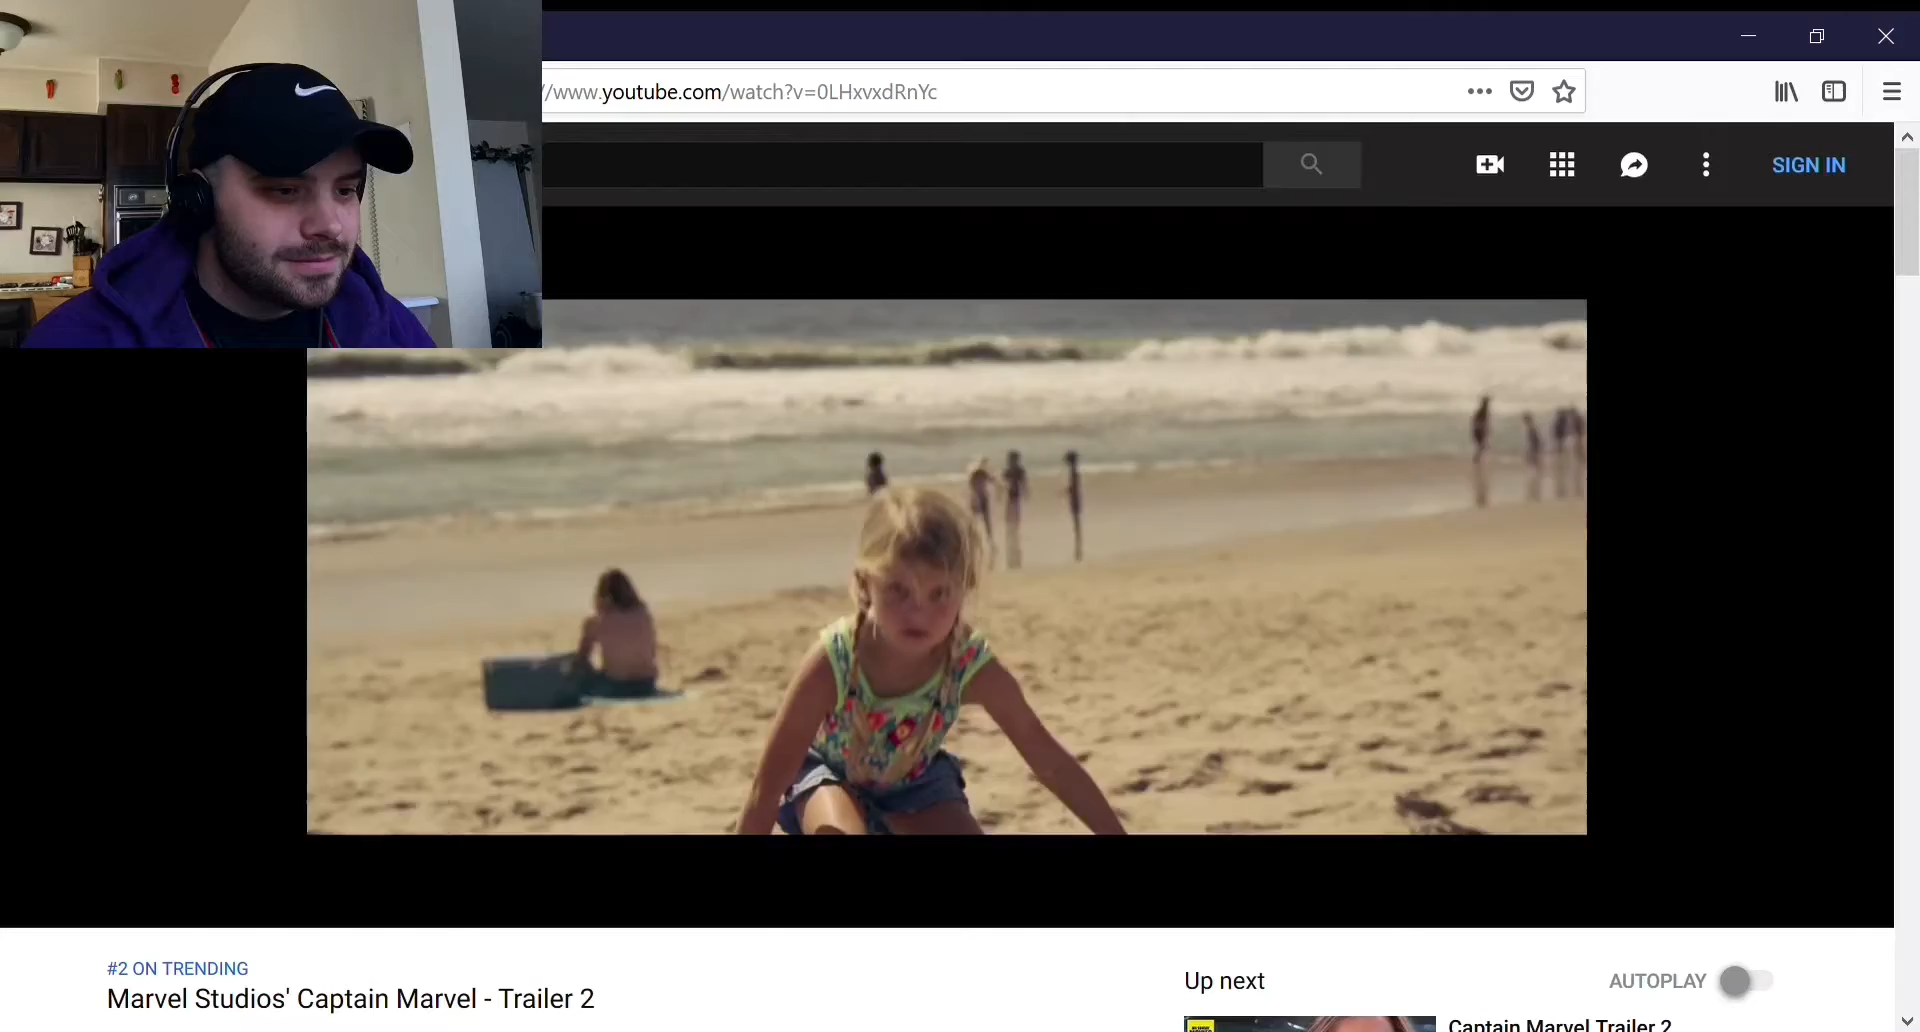 //www.youtube.com/watch?v=0LHxvxdRnYc
SIGN IN
#2 ON TRENDING
Marvel Studios' Captain Marvel - Trailer 2
Up next
AUTOPLAY
Captain Marvel Trailer 2